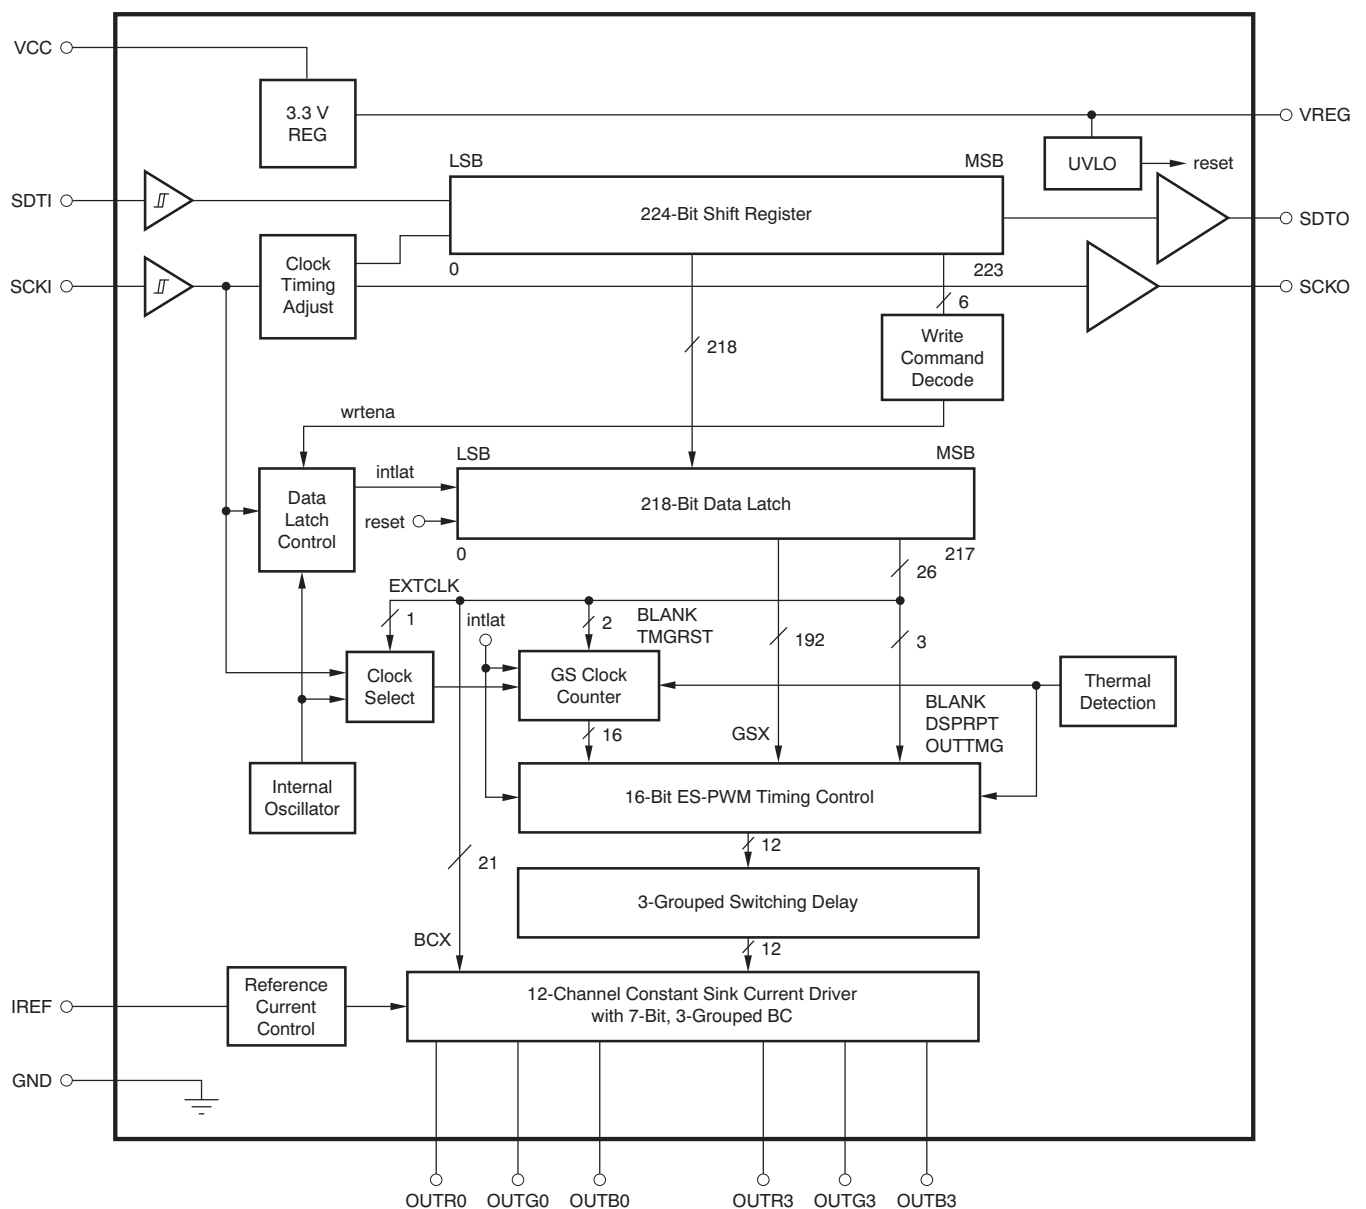 VCC
3.3 V
REG
VREG
UVLO
reset
LSB
MSB
SDTI
224-Bit Shift Register
SDTO
0
223
SCKI
Clock
Timing
Adjust
SCKO
6
218
Write
Command
Decode
wrtena
LSB
MSB
intlat
Data
Latch
Control
218-Bit Data Latch
reset
0
217
26
EXTCLK
1
intlat
2
BLANK
TMGRST
192
3
Clock
Select
GS Clock
Counter
Thermal
Detection
16
GSX
BLANK
DSPRPT
OUTTMG
Internal
Oscillator
16-Bit ES-PWM Timing Control
12
21
3-Grouped Switching Delay
BCX
12
IREF
Reference
Current
Control
12-Channel Constant Sink Current Driver
with 7-Bit, 3-Grouped BC
GND
OUTR0
OUTG0
OUTB0
OUTR3
OUTG3
OUTB3